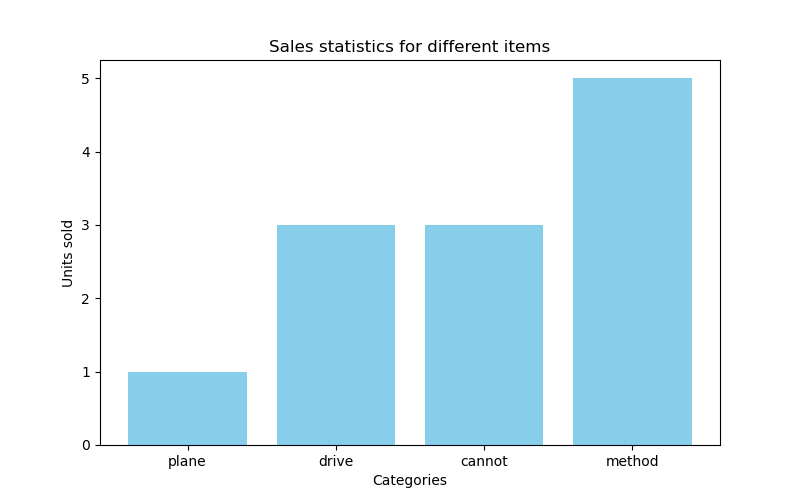 Sales statistics for different items
Units sold
5
4
3
2
1
0
plane drive cannot method
Categories